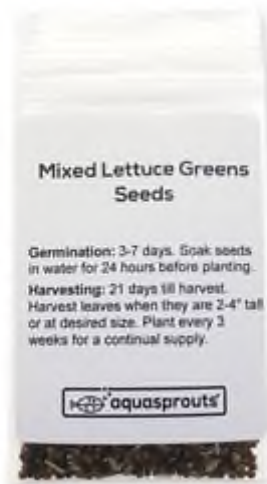 Mixed Lettuce Greens
Seeds
Germination: 3-7 days. Soak seeds
in water for 24 hours before planting.
Harvesting: 21 days till harvest.
Harvest leaves when they are 2-4" tall
or at desired size. Plant every 3
weeks for a continual supply.
aquasprouts